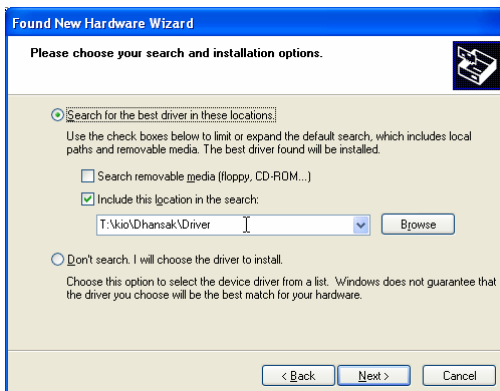 Found New Hardware Wizard
Please choose your search and installation options.
Search for the best driver in these locations.
Use the check boxes below to limit or expand the default search, which includes local
paths and removable media. The best driver found will be installed.
Search removable media (floppy, CD-ROM...)
Include this location in the search:
T:\kio\Dhansak\Driver
Browse
Don't search. I will choose the driver to install.
Choose this option to select the device driver from a list. Windows does not guarantee that
the driver you choose will be the best match for your hardware.
< Back
Next >
Cancel